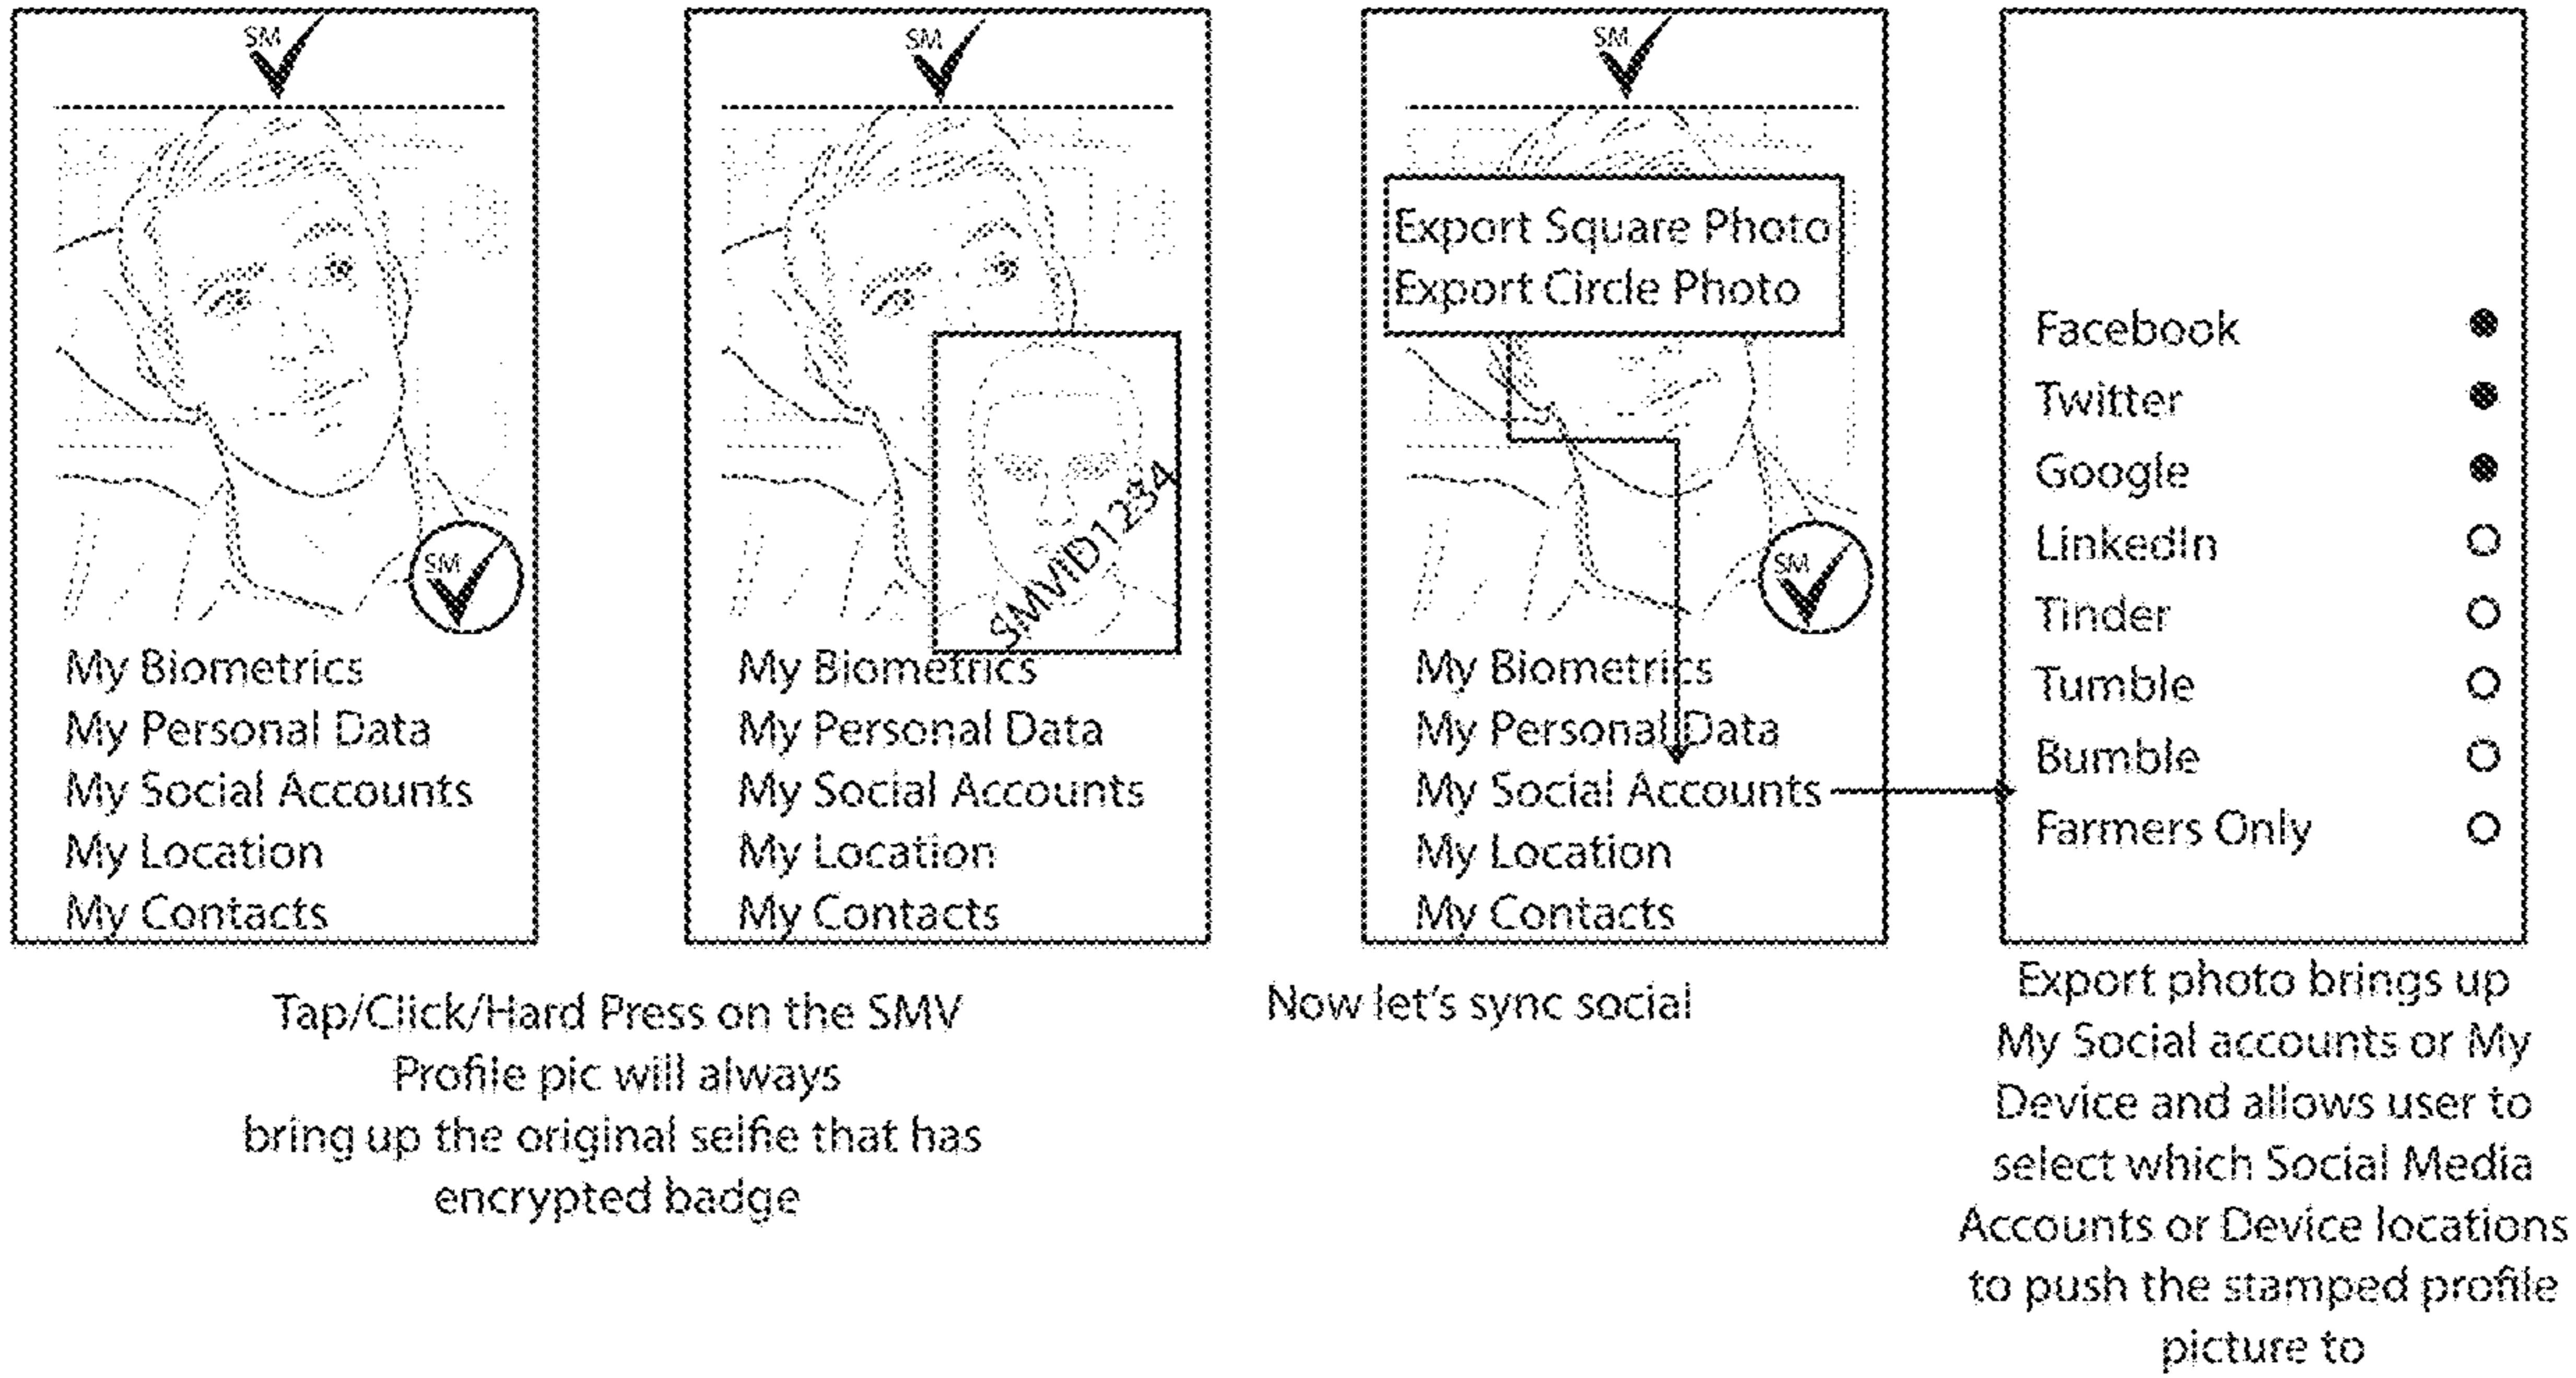 SM
SM
My Biometrics
My Personal Data
My Social Accounts
My Location
My Contacts
SM
SMVID1234
My Biometrics
My Personal Data
My Social Accounts
My Location
My Contacts
Tap/Click/Hard Press on the SMV
Profile pic will always
bring up the original selfie that has
encrypted badge
SM
Export Square Photo
Export Circle Photo
SM
My Biometrics
My Personal Data
My Social Accounts
My Location
My Contacts
Now let's sync social
Facebook
Twitter
Google
LinkedIn
Tinder
Tumble
Bumble
Farmers Only
Export photo brings up
My Social accounts or My
Device and allows user to
select which Social Media
Accounts or Device locations
to push the stamped profile
picture to